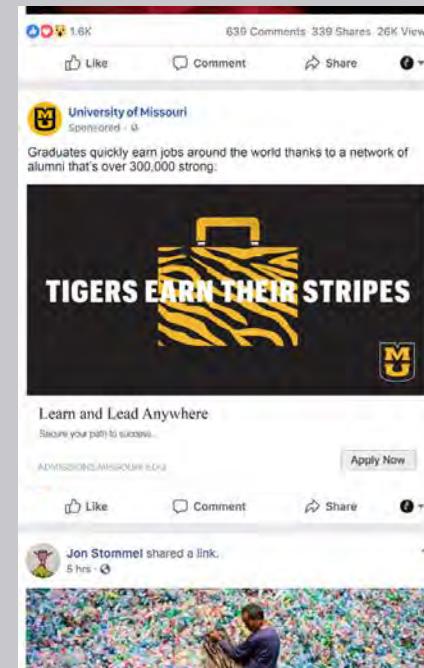 1.6K 639 Comments 339 Shares 26K View
Like Comment Share
University of Missouri
Sponsored ·
Graduates quickly earn jobs around the world thanks to a network of
alumni that's over 300,000 strong.
TIGERS EARN THEIR STRIPES
MU
Learn and Lead Anywhere
Secure your path to success...
ADMISSIONS.MISSOURI.EDU
Apply Now
Like Comment Share
Jon Stommel shared a link.
5 hrs ·